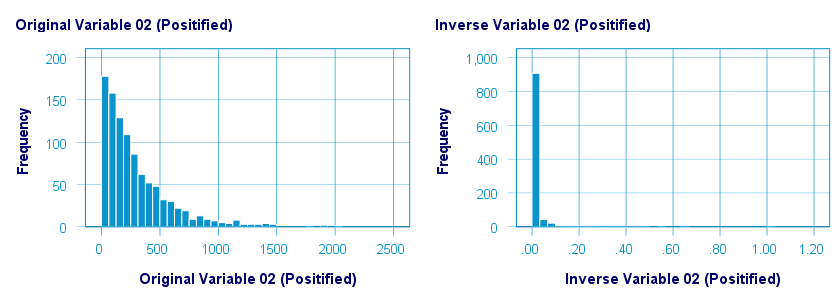 Original Variable 02 (Positified)
200
150
100
50
0
Frequency
0 500 1000 1500 2000 2500
Original Variable 02 (Positified)
Inverse Variable 02 (Positified)
1,000
800
600
400
200
0
Frequency
.00 .20 .40 .60 .80 1.00 1.20
Inverse Variable 02 (Positified)